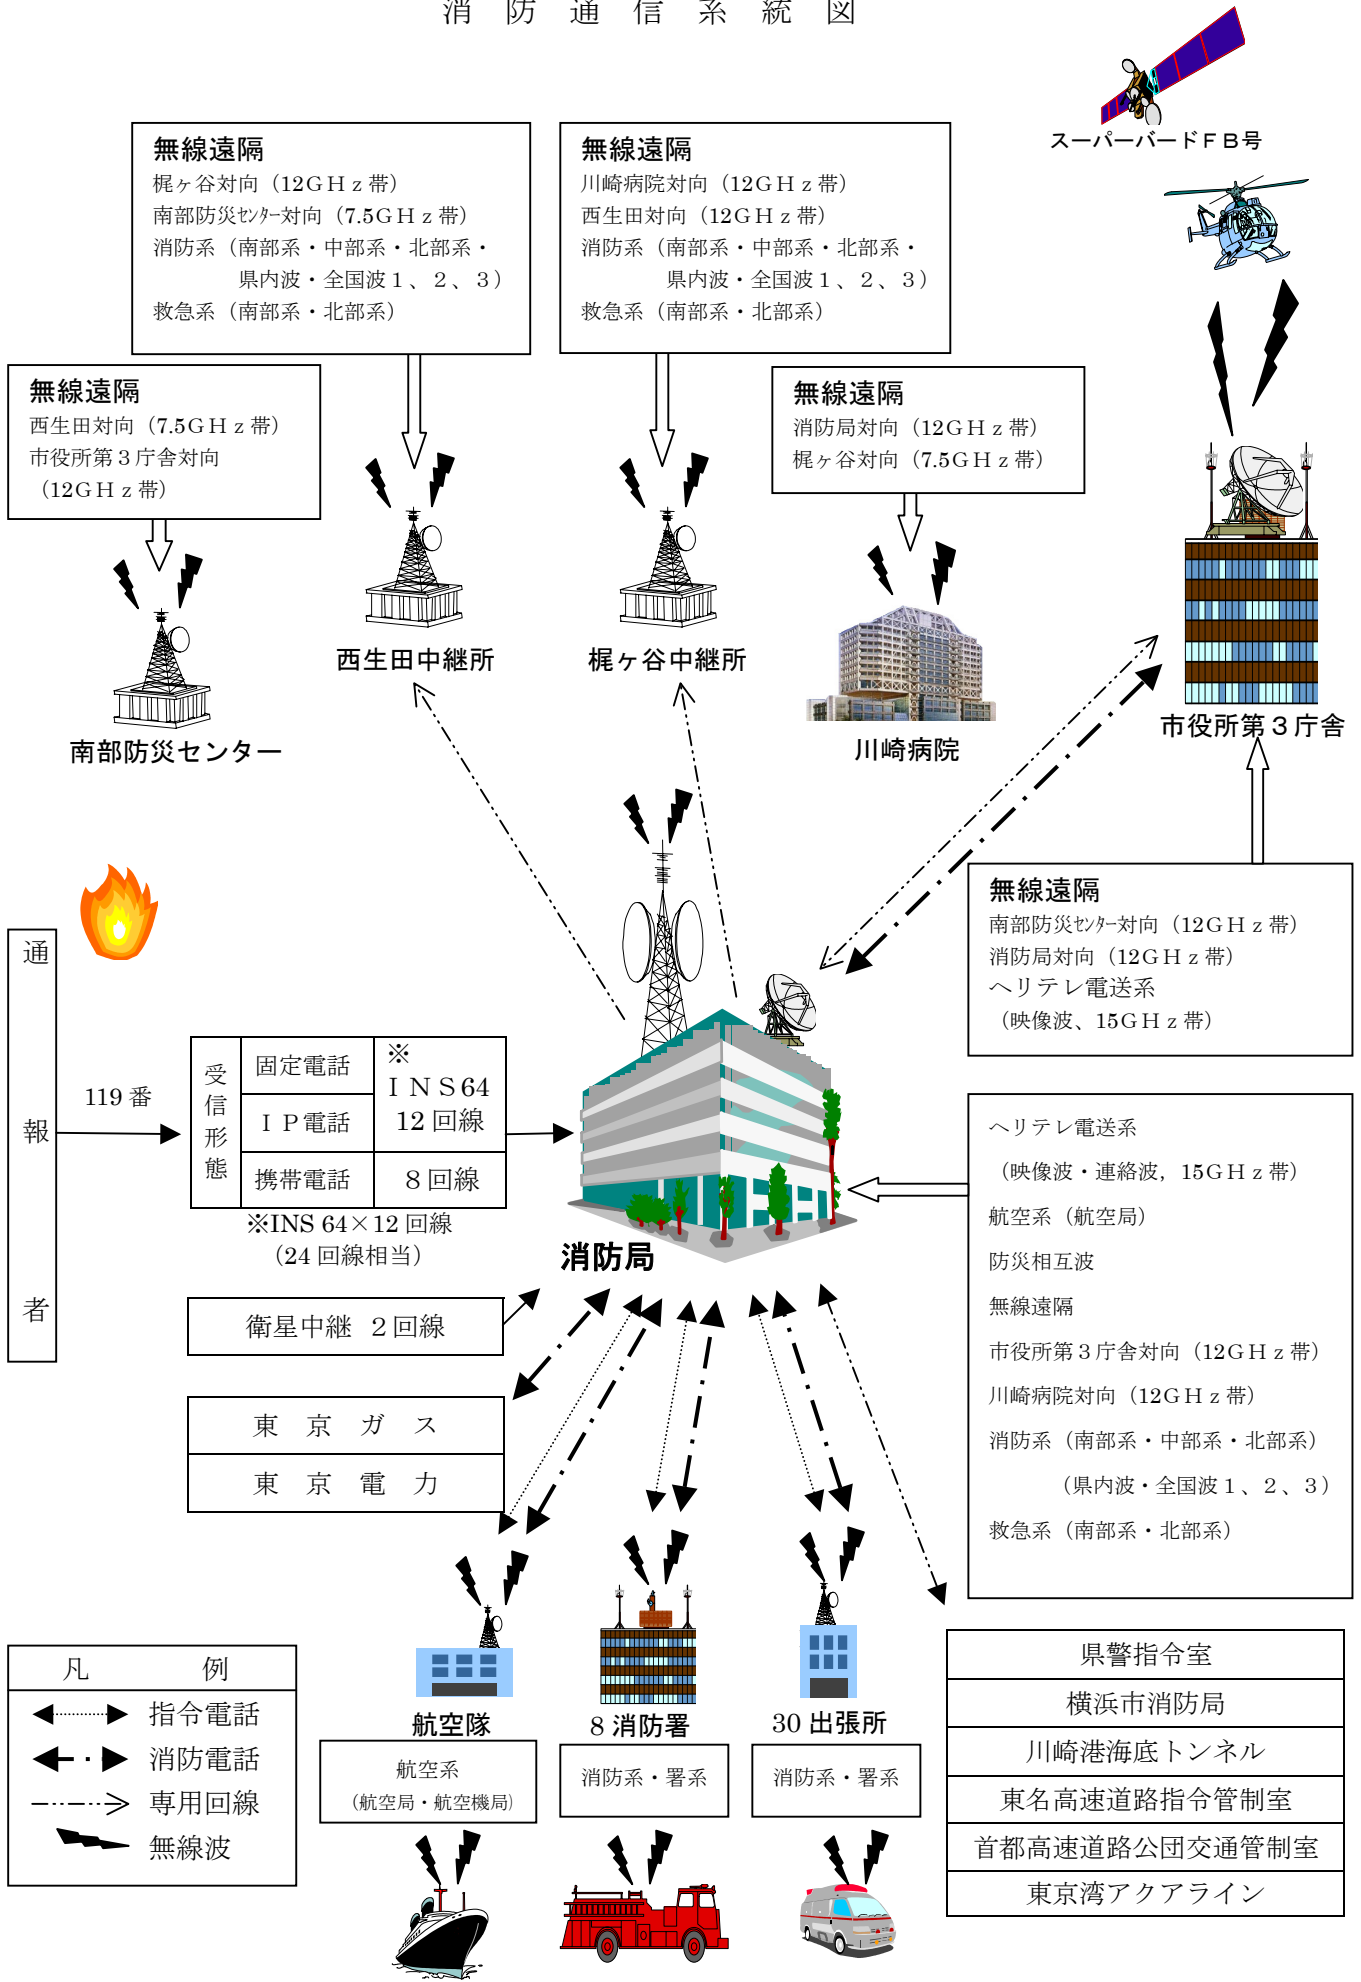 消防通信系統図
スーパーバードＦＢ号
無線遠隔
梶ヶ谷対向（12GＨｚ帯）
南部防災ｾﾝﾀｰ対向（7.5GＨｚ帯）
消防系（南部系・中部系・北部系・
県内波・全国波１、２、３）
救急系（南部系・北部系）
無線遠隔
川崎病院対向（12GＨｚ帯）
西生田対向（12GＨｚ帯）
消防系（南部系・中部系・北部系・
県内波・全国波１、２、３）
救急系（南部系・北部系）
無線遠隔
西生田対向（7.5GＨｚ帯）
市役所第３庁舎対向
（12GＨｚ帯）
無線遠隔
消防局対向（12GＨｚ帯）
梶ヶ谷対向（7.5GＨｚ帯）
西生田中継所
梶ヶ谷中継所
南部防災センター
川崎病院
市役所第３庁舎
無線遠隔
南部防災ｾﾝﾀｰ対向（12GＨｚ帯）
消防局対向（12GＨｚ帯）
ヘリテレ電送系
（映像波、15GＨｚ帯）
通報者
119番
受信形態
固定電話
ＩＰ電話
携帯電話
※
ＩＮＳ64
12回線
８回線
※INS 64×12回線
（24回線相当）
消防局
ヘリテレ電送系
（映像波・連絡波，15GＨｚ帯）
航空系（航空局）
防災相互波
無線遠隔
市役所第３庁舎対向（12GＨｚ帯）
川崎病院対向（12GＨｚ帯）
消防系（南部系・中部系・北部系）
（県内波・全国波１、２、３）
救急系（南部系・北部系）
衛星中継 ２回線
東京ガス
東京電力
航空隊
8消防署
30出張所
航空系
(航空局・航空機局)
消防系・署系
消防系・署系
凡例
指令電話
消防電話
専用回線
無線波
県警指令室
横浜市消防局
川崎港海底トンネル
東名高速道路指令管制室
首都高速道路公団交通管制室
東京湾アクアライン